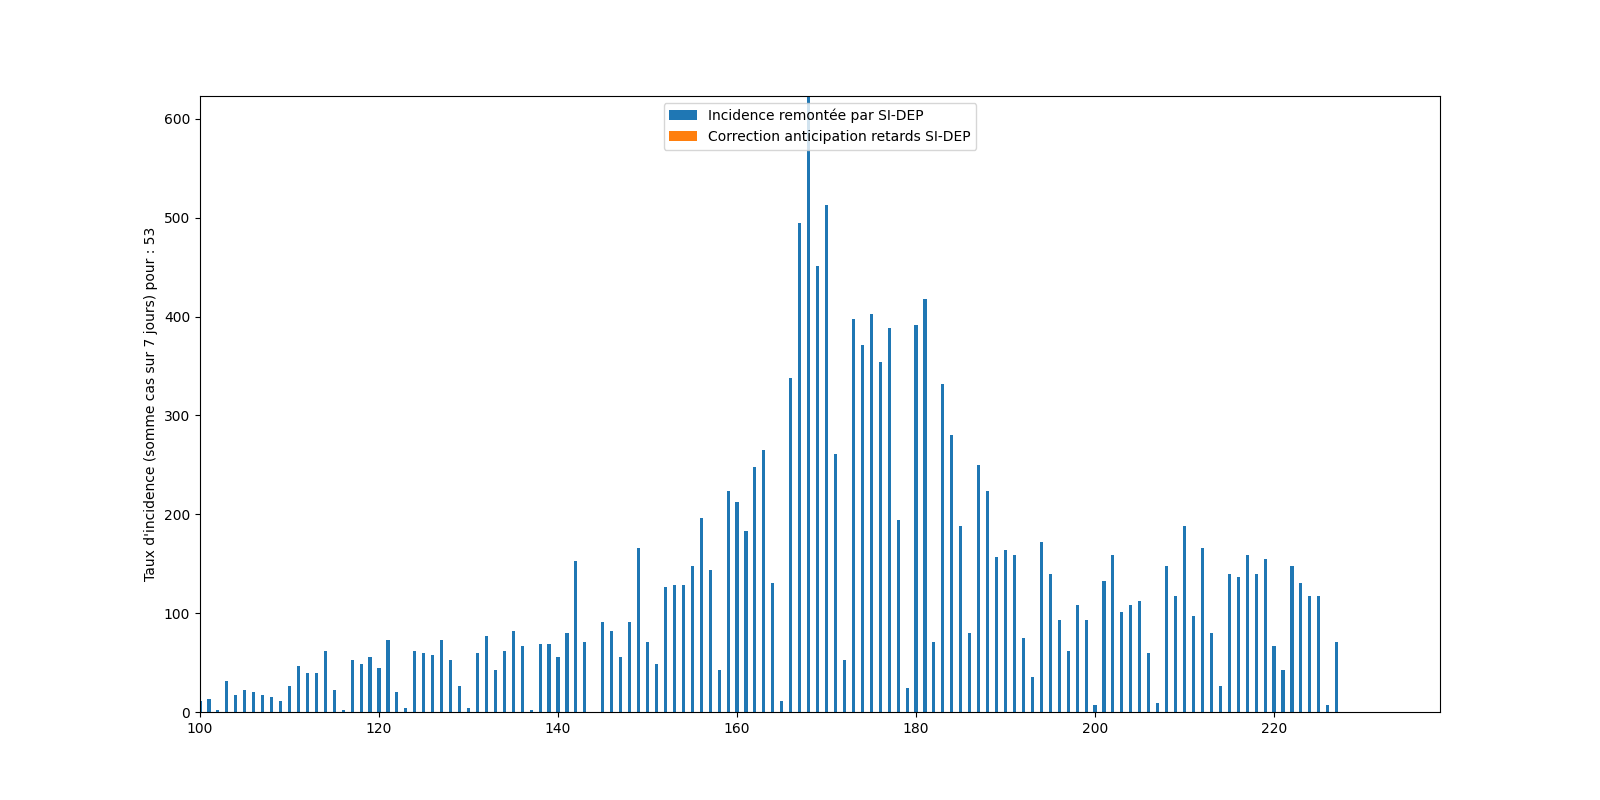 Incidence remontée par SI-DEP
Correction anticipation retards SI-DEP
Taux d'incidence (somme cas sur 7 jours) pour : 53
600
500
400
300
200
100
0
100 120 140 160 180 200 220